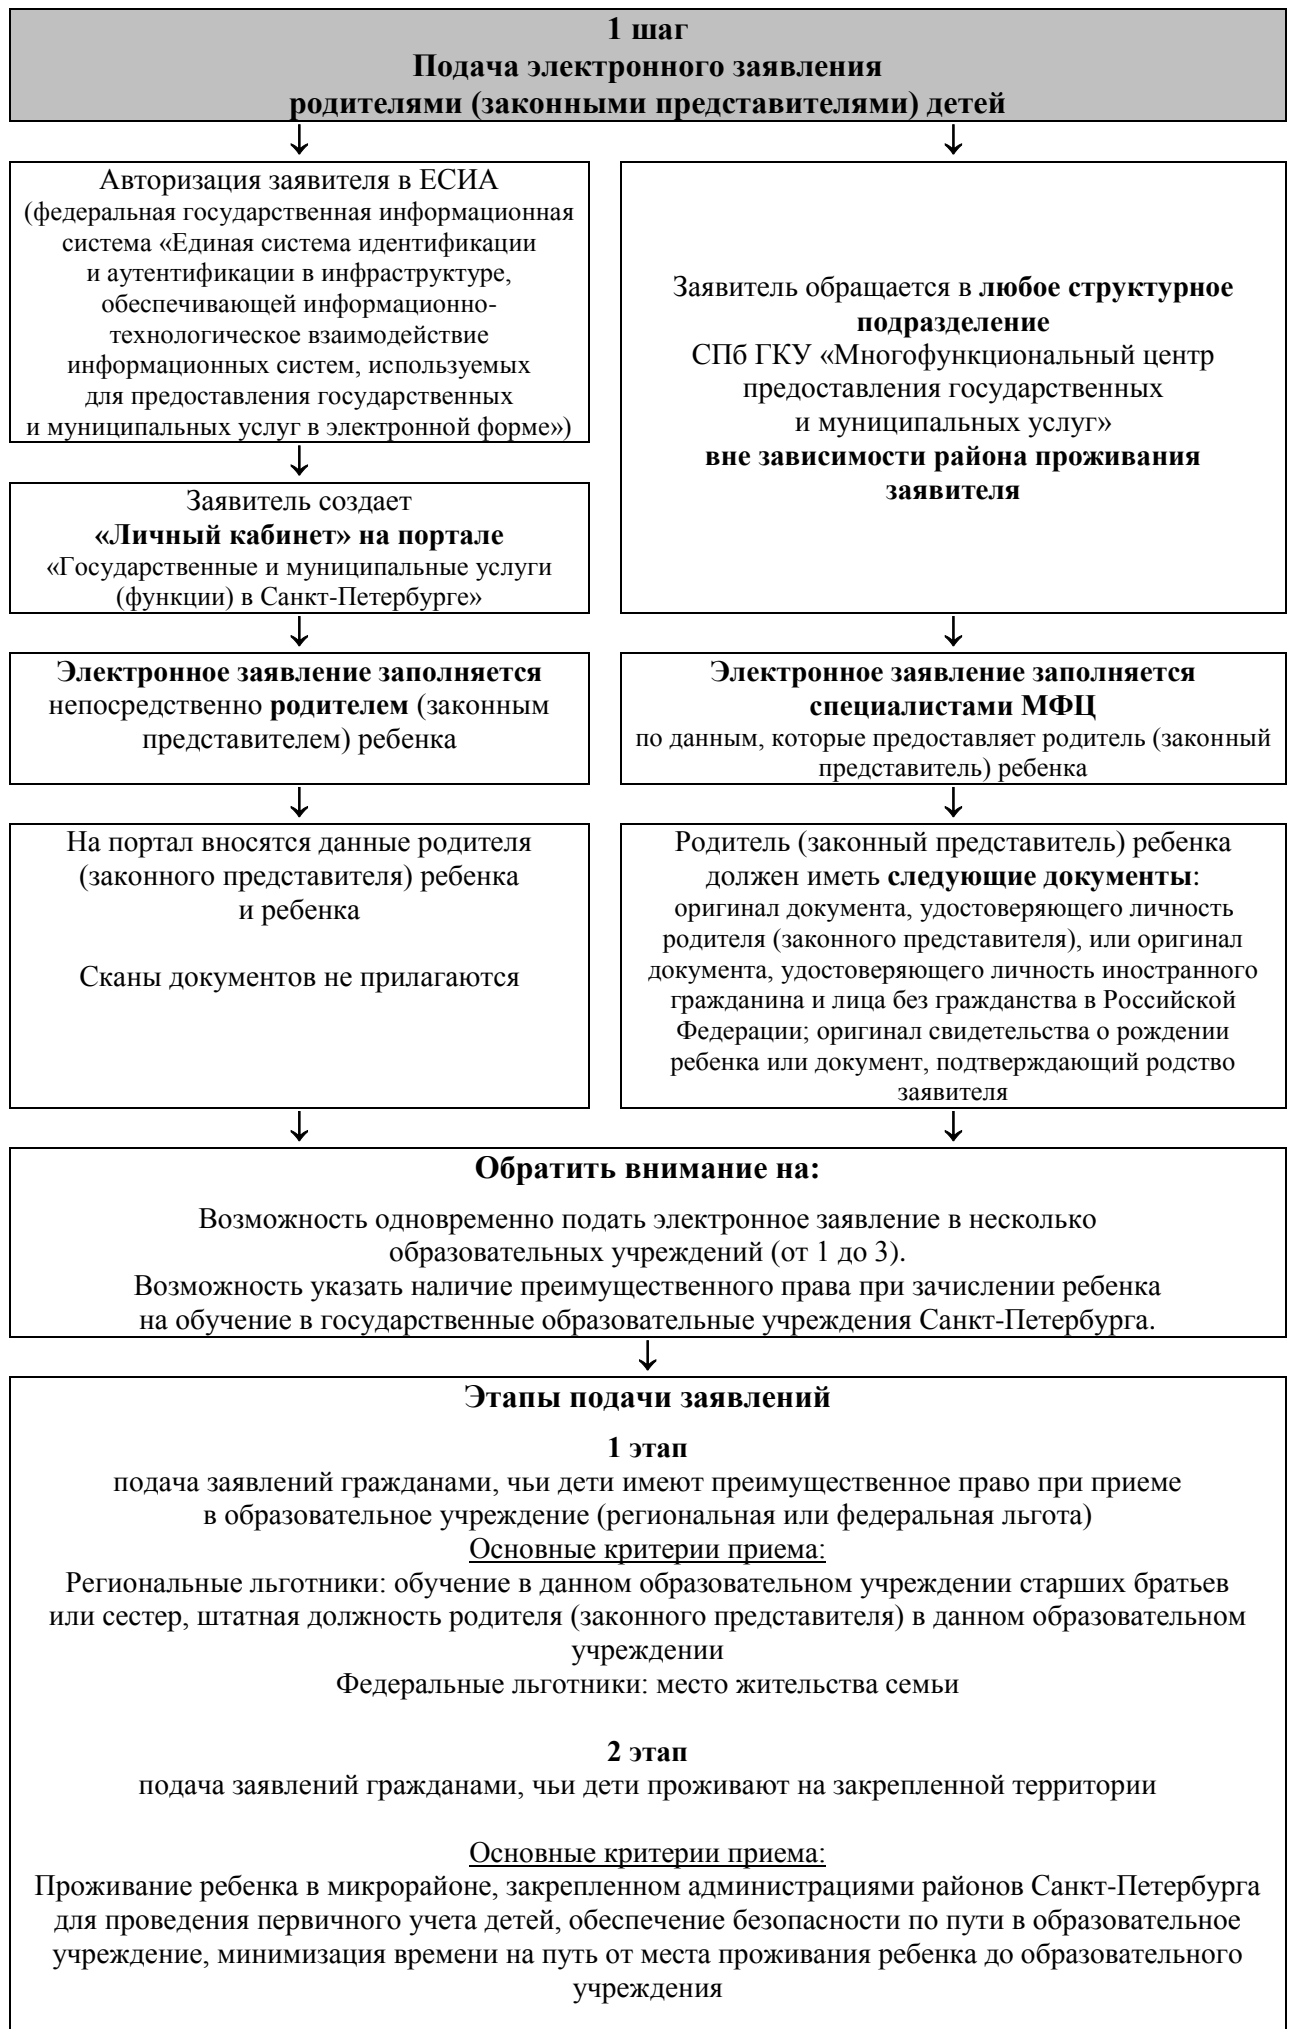 1 шаг
Подача электронного заявления
родителями (законными представителями) детей
↓
↓
Авторизация заявителя в ЕСИА
(федеральная государственная информационная
система «Единая система идентификации
и аутентификации в инфраструктуре,
обеспечивающей информационно-
технологическое взаимодействие
информационных систем, используемых
для предоставления государственных
и муниципальных услуг в электронной форме»)
↓
Заявитель создает
«Личный кабинет» на портале
«Государственные и муниципальные услуги
(функции) в Санкт-Петербурге»
Заявитель обращается в любое структурное
подразделение
СПб ГКУ «Многофункциональный центр
предоставления государственных
и муниципальных услуг»
вне зависимости района проживания
заявителя
↓
↓
Электронное заявление заполняется
непосредственно родителем (законным
представителем) ребенка
Электронное заявление заполняется
специалистами МФЦ
по данным, которые предоставляет родитель (законный
представитель) ребенка
↓
↓
На портал вносятся данные родителя
(законного представителя) ребенка
и ребенка
Сканы документов не прилагаются
Родитель (законный представитель) ребенка
должен иметь следующие документы:
оригинал документа, удостоверяющего личность
родителя (законного представителя), или оригинал
документа, удостоверяющего личность иностранного
гражданина и лица без гражданства в Российской
Федерации; оригинал свидетельства о рождении
ребенка или документ, подтверждающий родство
заявителя
↓
↓
Обратить внимание на:
Возможность одновременно подать электронное заявление в несколько
образовательных учреждений (от 1 до 3).
Возможность указать наличие преимущественного права при зачислении ребенка
на обучение в государственные образовательные учреждения Санкт-Петербурга.
↓
Этапы подачи заявлений
1 этап
подача заявлений гражданами, чьи дети имеют преимущественное право при приеме
в образовательное учреждение (региональная или федеральная льгота)
Основные критерии приема:
Региональные льготники: обучение в данном образовательном учреждении старших братьев
или сестер, штатная должность родителя (законного представителя) в данном образовательном
учреждении
Федеральные льготники: место жительства семьи
2 этап
подача заявлений гражданами, чьи дети проживают на закрепленной территории
Основные критерии приема:
Проживание ребенка в микрорайоне, закрепленном администрациями районов Санкт-Петербурга
для проведения первичного учета детей, обеспечение безопасности по пути в образовательное
учреждение, минимизация времени на путь от места проживания ребенка до образовательного
учреждения